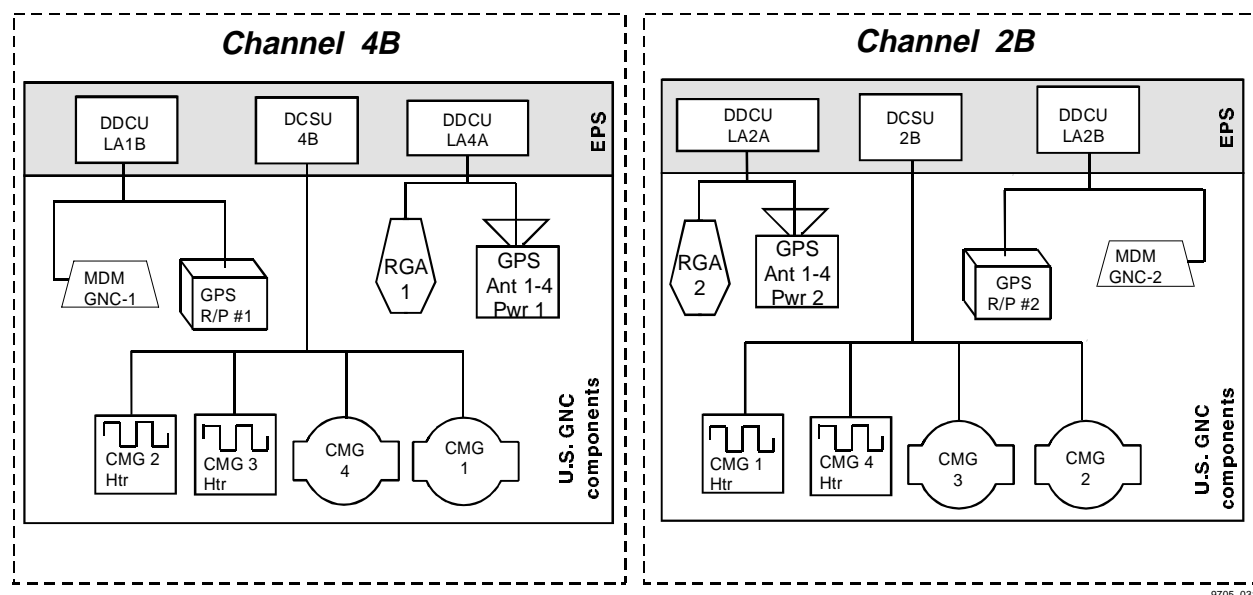 Channel 4B
DDCU
LA1B
DCSU
4B
DDCU
LA4A
EPS
MDM
GNC-1
GPS
R/P #1
RGA
1
GPS
Ant 1-4
Pwr 1
CMG 2
Htr
CMG 3
Htr
CMG
4
CMG
1
U.S. GNC
components
Channel 2B
DDCU
LA2A
DCSU
2B
DDCU
LA2B
EPS
RGA
2
GPS
Ant 1-4
Pwr 2
GPS
R/P #2
MDM
GNC-2
CMG 1
Htr
CMG 4
Htr
CMG
3
CMG
2
U.S. GNC
components